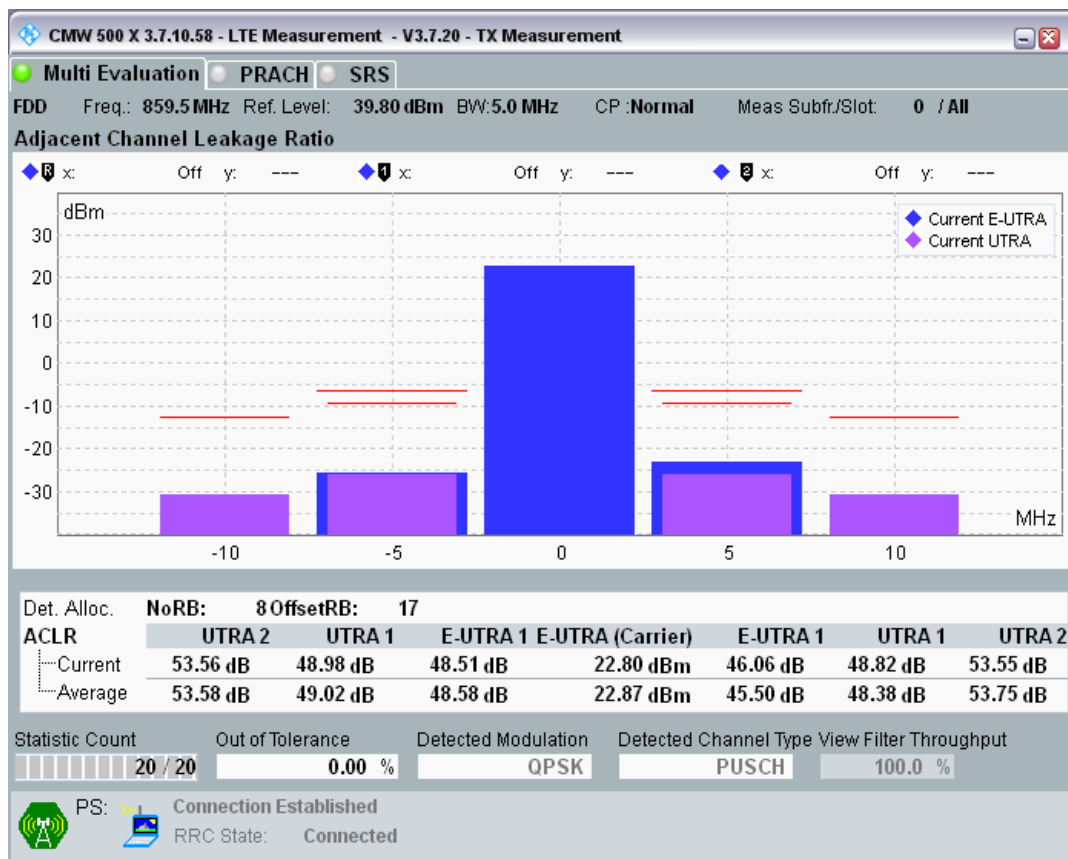 CMW 500 X 3.7.10.58 - LTE Measurement - V3.7.20 - TX Measurement
Multi Evaluation PRACH SRS
FDD Freq.: 859.5 MHz Ref. Level: 39.80 dBm BW:5.0 MHz CP :Normal Meas Subfr./Slot: 0 / All
Adjacent Channel Leakage Ratio
R x: Off y: --- 1 x: Off y: --- 2 x: Off y: ---
dBm
Current E-UTRA
Current UTRA
30
20
10
0
-10
-20
-30
MHz
-10 -5 0 5 10
Det. Alloc. NoRB: 8 OffsetRB: 17
ACLR UTRA 2 UTRA 1 E-UTRA 1 E-UTRA (Carrier) E-UTRA 1 UTRA 1 UTRA 2
Current 53.56 dB 48.98 dB 48.51 dB 22.80 dBm 46.06 dB 48.82 dB 53.55 dB
Average 53.58 dB 49.02 dB 48.58 dB 22.87 dBm 45.50 dB 48.38 dB 53.75 dB
Statistic Count Out of Tolerance Detected Modulation Detected Channel Type View Filter Throughput
20 / 20 0.00 % QPSK PUSCH 100.0 %
PS: Connection Established
RRC State: Connected